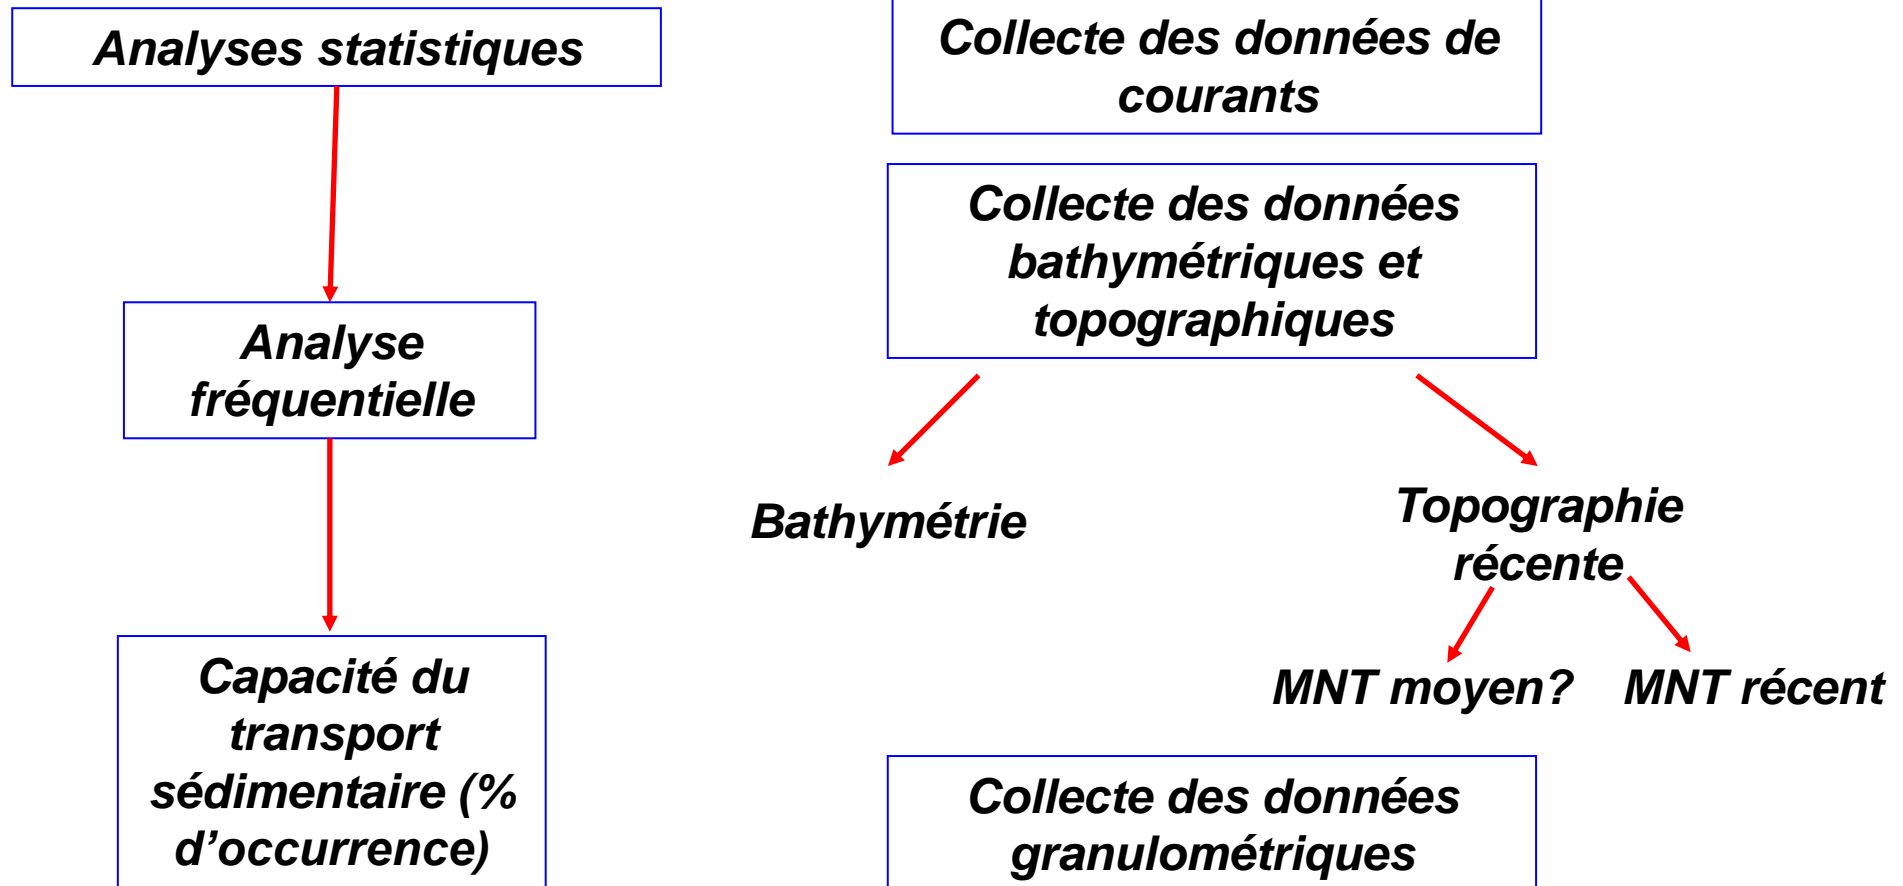 Analyses statistiques
Analyse
fréquentielle
Capacité du
transport
sédimentaire (%
d’occurrence)
Collecte des données de
courants
Collecte des données
bathymétriques et
topographiques
Bathymétrie
Topographie
récente
MNT moyen?
MNT récent
Collecte des données
granulométriques